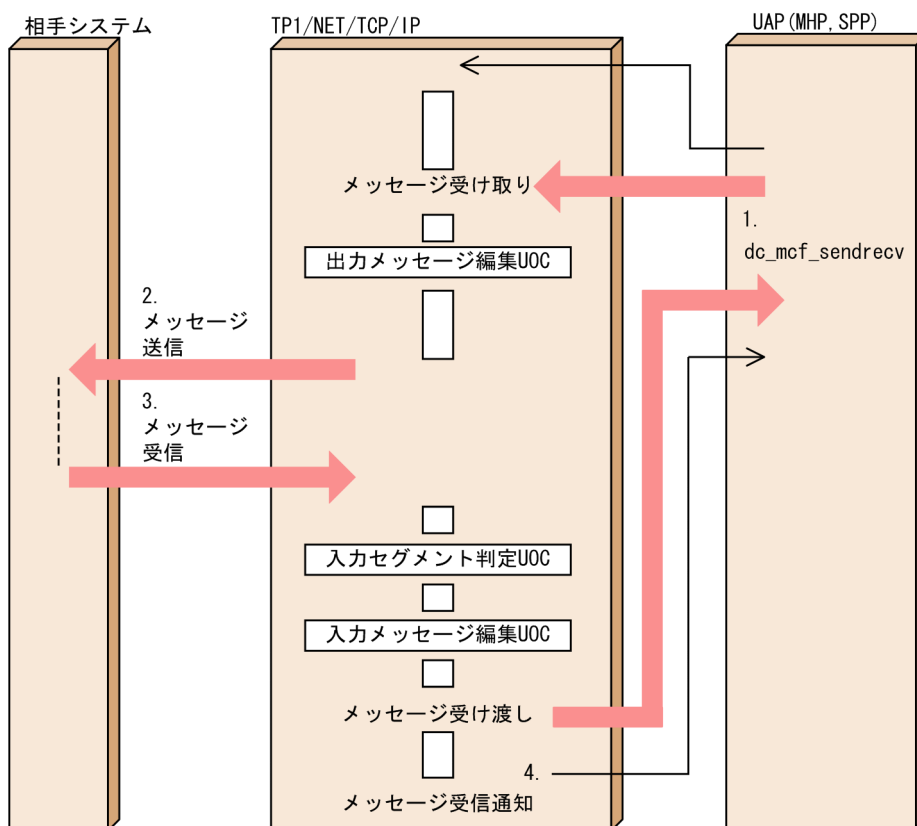 相手システム
TP1/NET/TCP/IP
UAP(MHP,SPP)
メッセージ受け取り
1.
dc_mcf_sendrecv
出力メッセージ編集UOC
2.
メッセージ
送信
3.
メッセージ
受信
入力セグメント判定UOC
入力メッセージ編集UOC
メッセージ受け渡し
4.
メッセージ受信通知